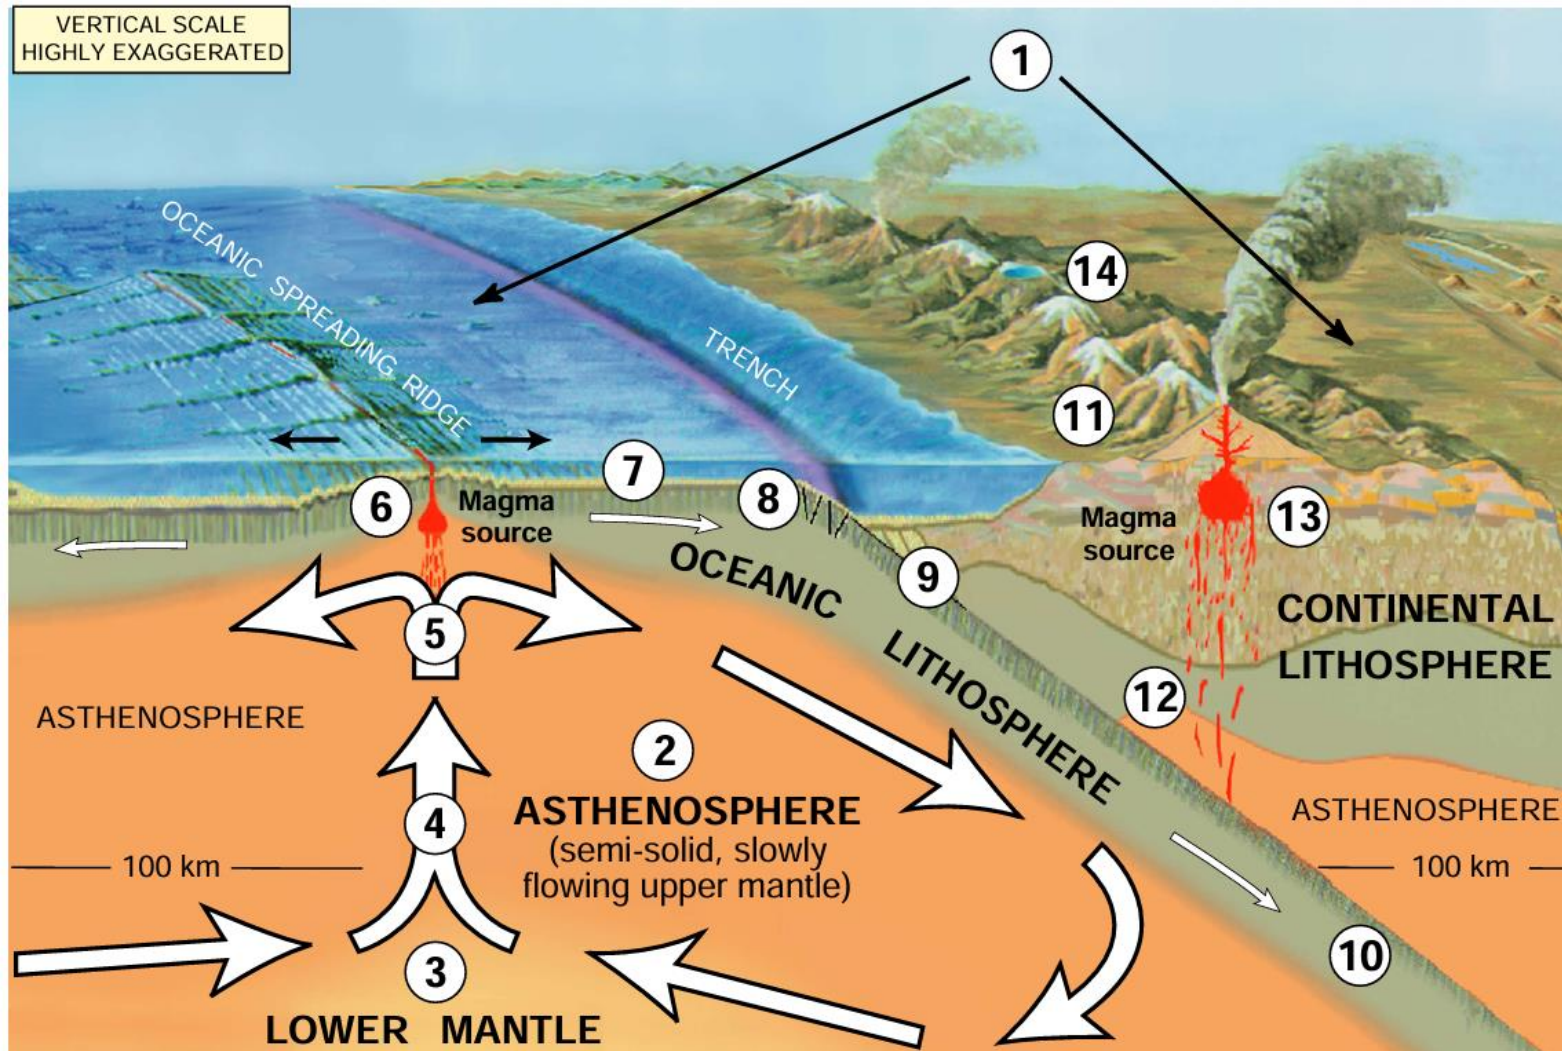 VERTICAL SCALE
HIGHLY EXAGGERATED
1
OCEANIC SPREADING RIDGE
TRENCH
14
11
7
8
6
Magma
source
Magma
source
13
OCEANIC LITHOSPHERE
9
CONTINENTAL
LITHOSPHERE
5
12
ASTHENOSPHERE
2
ASTHENOSPHERE
(semi-solid, slowly
flowing upper mantle)
4
ASTHENOSPHERE
100 km
100 km
10
3
LOWER MANTLE